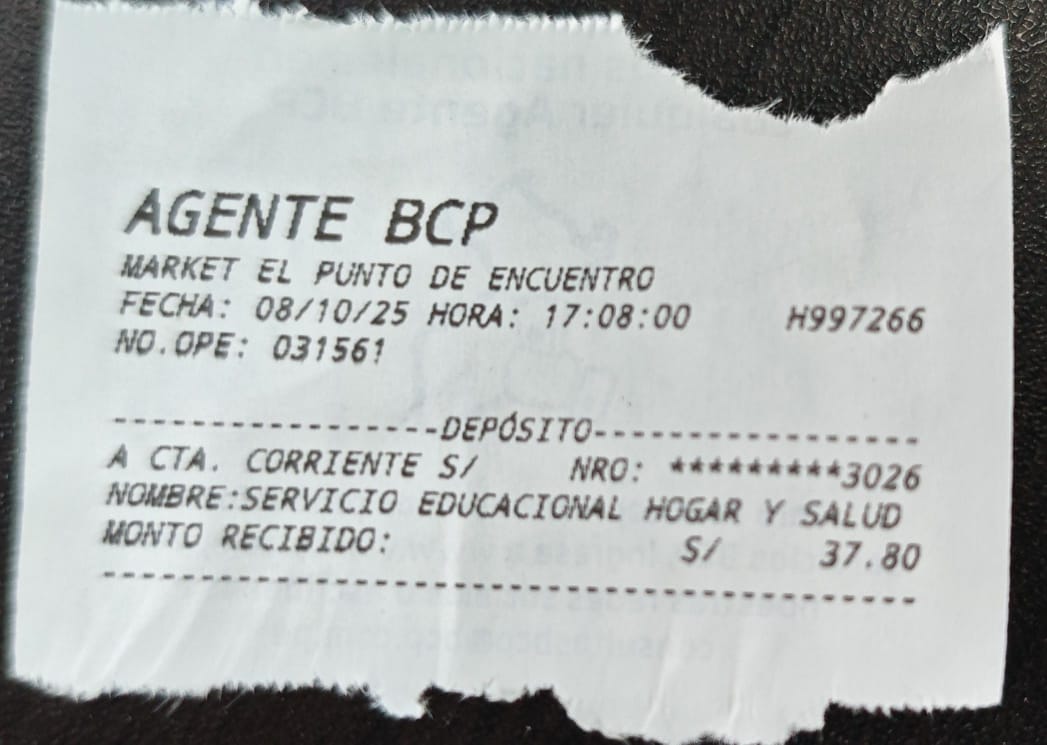 AGENTE BCP
MARKET EL PUNTO DE ENCUENTRO
FECHA: 08/10/25 HORA: 17:08:00 H997266
NO.OPE: 031561
-----------------DEPÓSITO-----------------
A CTA. CORRIENTE S/ NRO: *********3026
NOMBRE:SERVICIO EDUCACIONAL HOGAR Y SALUD
MONTO RECIBIDO: S/ 37.80
------------------------------------------